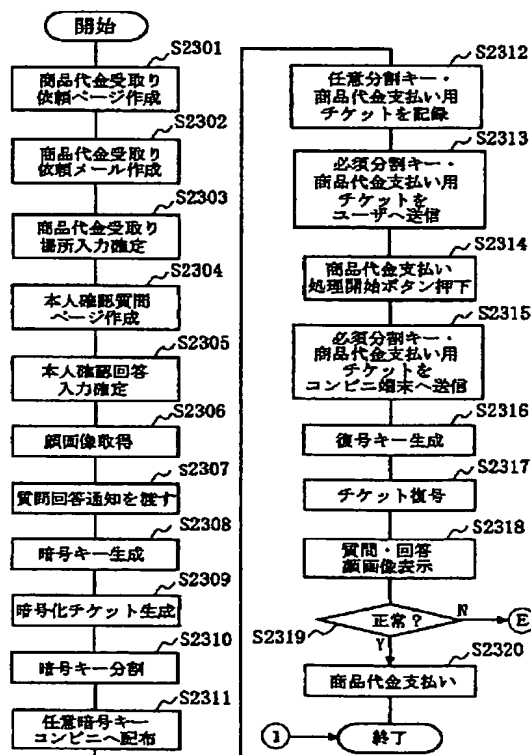 開始
S2301
商品代金受取り
依頼ページ作成
S2302
商品代金受取り
依頼メール作成
S2303
商品代金受取り
場所入力確定
S2304
本人確認質問
ページ作成
S2305
本人確認回答
入力確定
S2306
顔画像取得
S2307
質問回答通知を渡す
S2308
暗号キー生成
S2309
暗号化チケット生成
S2310
暗号キー分割
S2311
任意暗号キー
コンビニへ配布
S2312
任意分割キー・
商品代金支払い用
チケットを記録
S2313
必須分割キー・
商品代金支払い用
チケットを
ユーザへ送信
S2314
商品代金支払い
処理開始ボタン押下
S2315
必須分割キー・
商品代金支払い用
チケットを
コンビニ端末へ送信
S2316
復号キー生成
S2317
チケット復号
S2318
質問・回答
顔画像表示
正常?
N
E
S2319
Y
S2320
商品代金支払い
1
終了